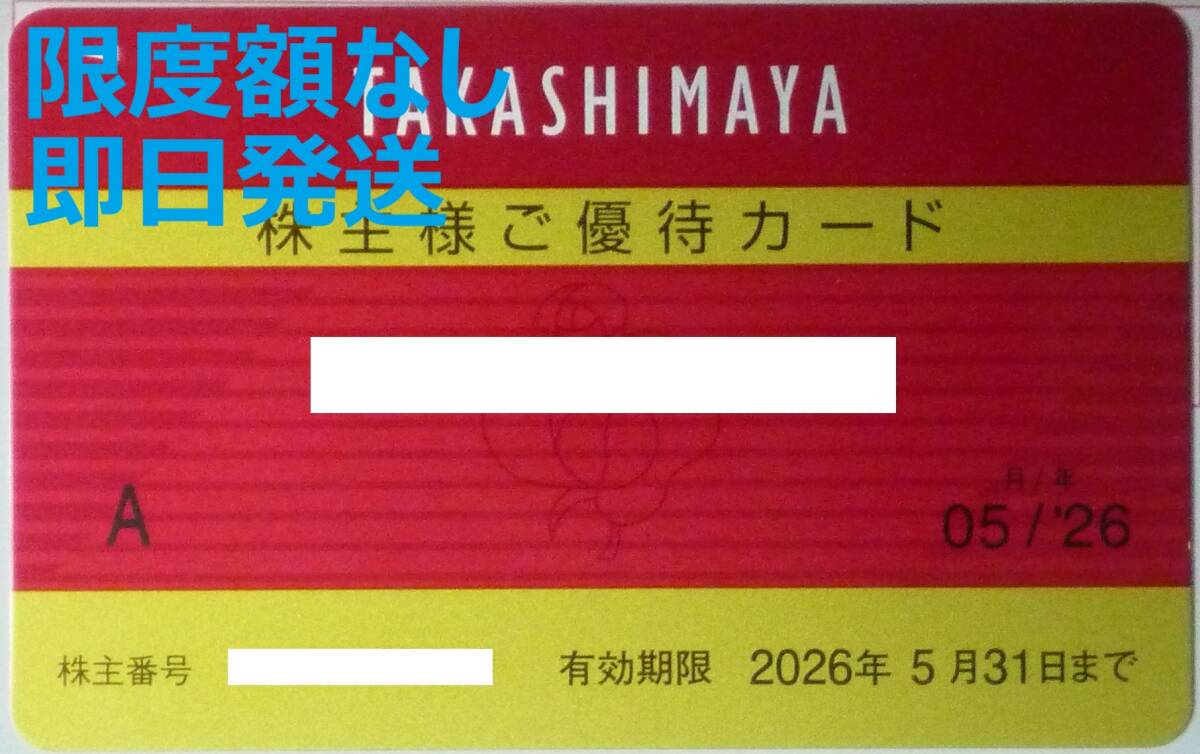 限度額なし
TAKASHIMAYA
即日発送
株主様ご優待カード
A
月/年
05/'26
株主番号
有効期限 2026年 5月31日まで